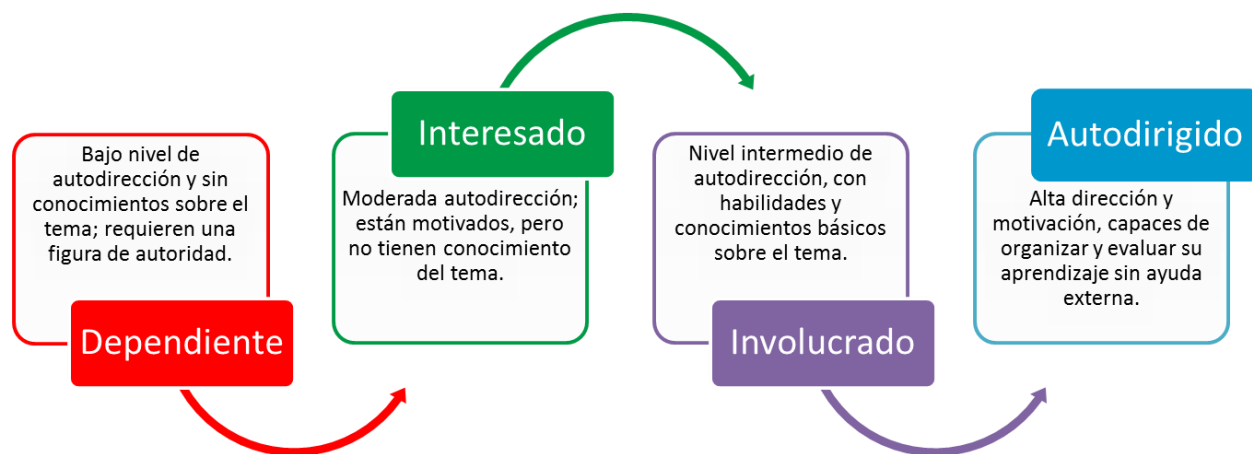 Bajo nivel de
autodirección y sin
conocimientos sobre el
tema; requieren una
figura de autoridad.
Dependiente
Interesado
Moderada autodirección;
están motivados, pero
no tienen conocimiento
del tema.
Nivel intermedio de
autodirección, con
habilidades y
conocimientos básicos
sobre el tema.
Involucrado
Autodirigido
Alta dirección y
motivación, capaces de
organizar y evaluar su
aprendizaje sin ayuda
externa.